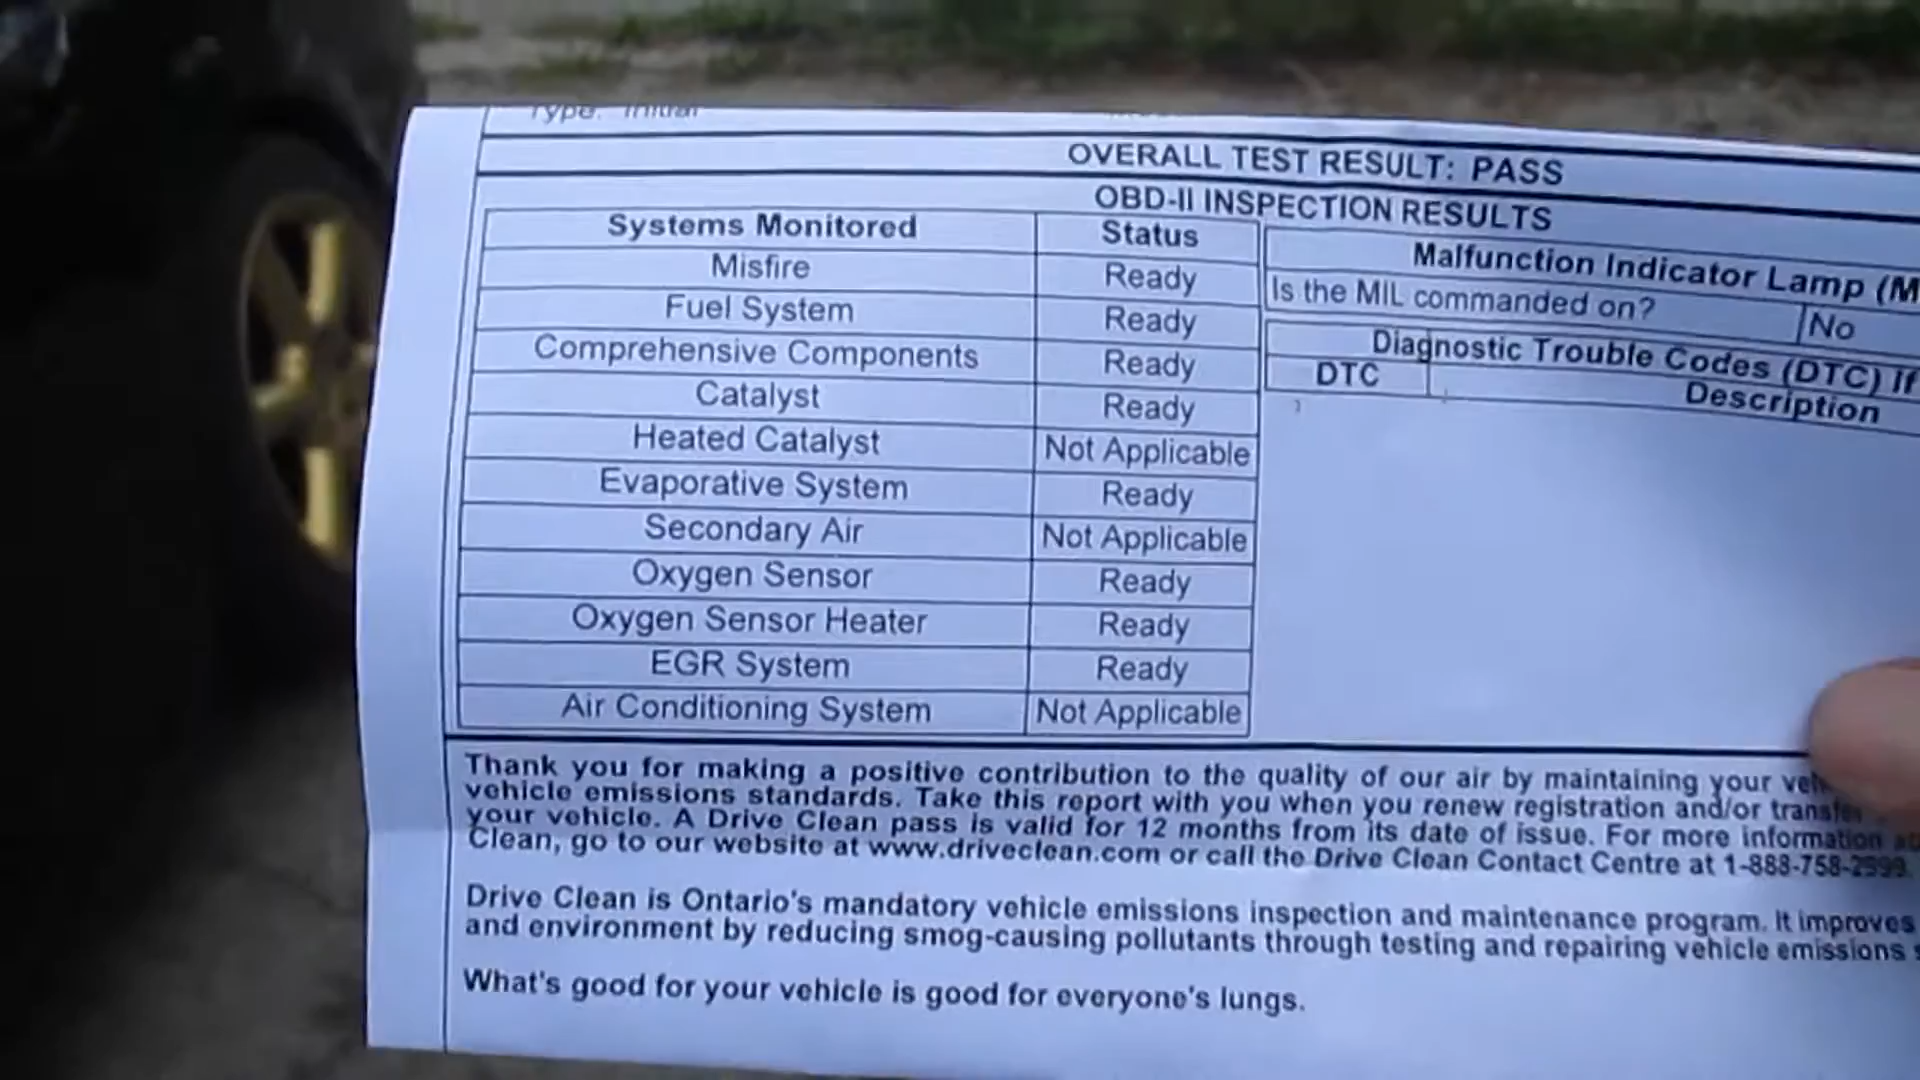 Type: Initial
OVERALL TEST RESULT: PASS
OBD-II INSPECTION RESULTS
Systems Monitored Status
Misfire Ready
Fuel System Ready
Comprehensive Components Ready
Catalyst Ready
Heated Catalyst Not Applicable
Evaporative System Ready
Secondary Air Not Applicable
Oxygen Sensor Ready
Oxygen Sensor Heater Ready
EGR System Ready
Air Conditioning System Not Applicable
Malfunction Indicator Lamp (M
Is the MIL commanded on? No
Diagnostic Trouble Codes (DTC) If
DTC Description
Thank you for making a positive contribution to the quality of our air by maintaining your
vehicle emissions standards. Take this report with you when you renew registration and/or
your vehicle. A Drive Clean pass is valid for 12 months from its date of issue. For more information
Clean, go to our website at www.driveclean.com or call the Drive Clean Contact Centre at 1-888-758-2999.
Drive Clean is Ontario's mandatory vehicle emissions inspection and maintenance program. It improves
and environment by reducing smog-causing pollutants through testing and repairing vehicle emissions
What's good for your vehicle is good for everyone's lungs.